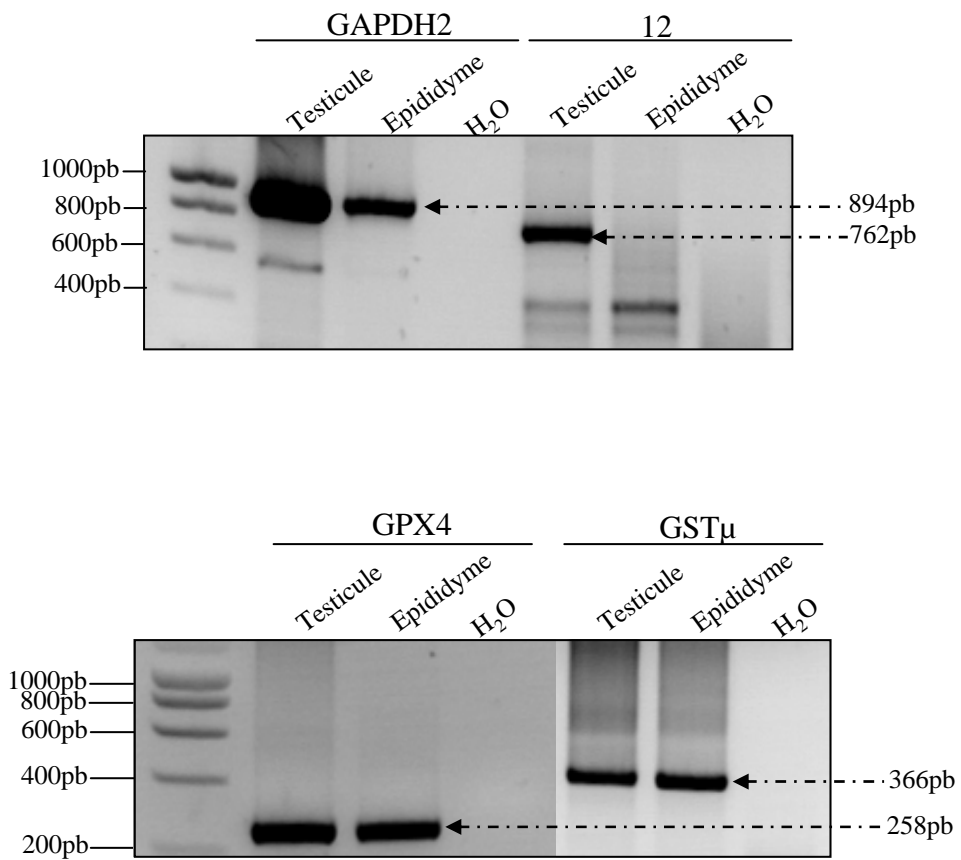 GAPDH2 12
Testicule Epididyme H₂O Testicule Epididyme H₂O
1000pb
800pb
600pb
400pb
894pb
762pb
GPX4 GSTµ
Testicule Epididyme H₂O Testicule Epididyme H₂O
1000pb
800pb
600pb
400pb
200pb
366pb
258pb